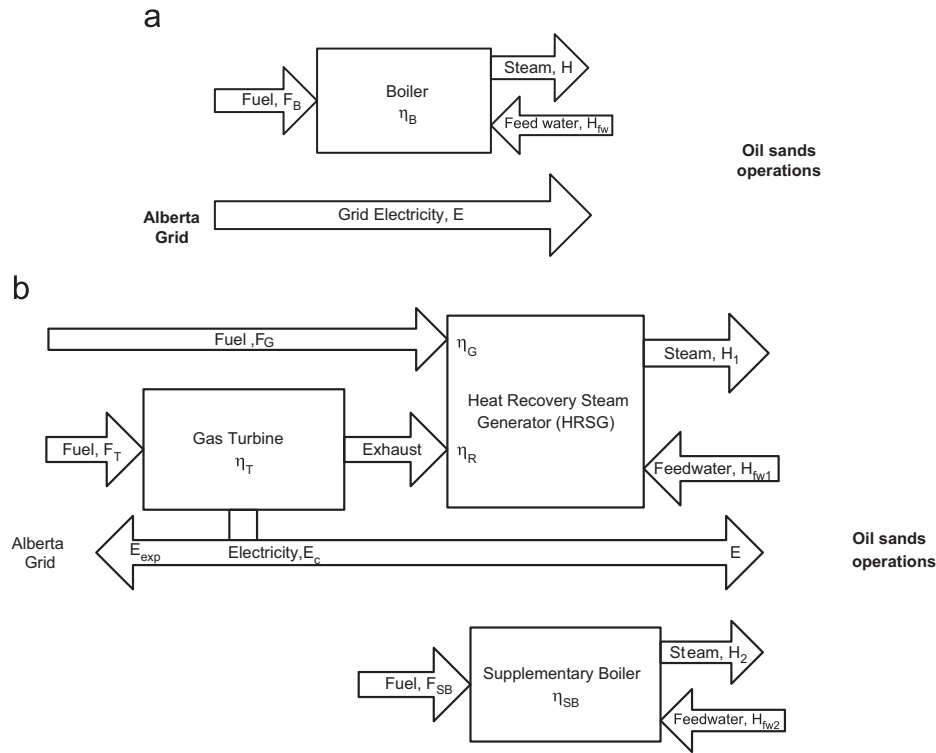 a
Steam, H
Fuel, F_B
Boiler
η_B
Feed water, H_fw
Oil sands
operations
Grid Electricity, E
Alberta
Grid
b
Fuel ,F_G
η_G
Steam, H_1
Heat Recovery Steam
Generator (HRSG)
Gas Turbine
η_T
Fuel, F_T
Exhaust
η_R
Feedwater, H_fw1
Alberta
Grid
E_exp
Electricity,E_c
E
Oil sands
operations
Steam, H_2
Supplementary Boiler
η_SB
Fuel, F_SB
Feedwater, H_fw2